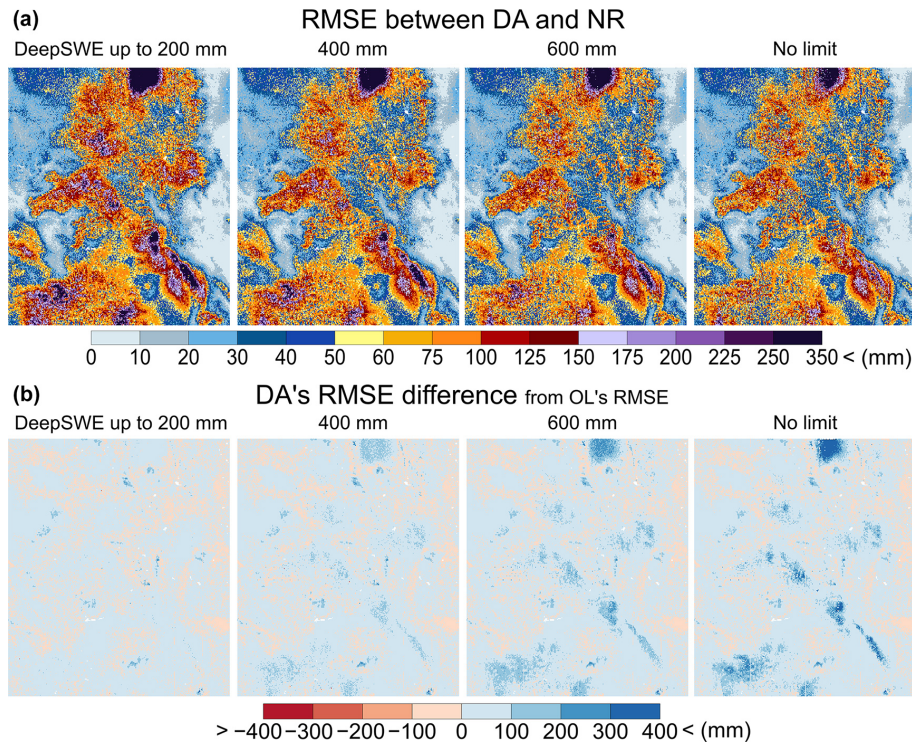 (a) RMSE between DA and NR
DeepSWE up to 200 mm 400 mm 600 mm No limit
0 10 20 30 40 50 60 75 100 125 150 175 200 225 250 350 < (mm)
(b) DA's RMSE difference from OL's RMSE
DeepSWE up to 200 mm 400 mm 600 mm No limit
> −400 −300 −200 −100 0 100 200 300 400 < (mm)